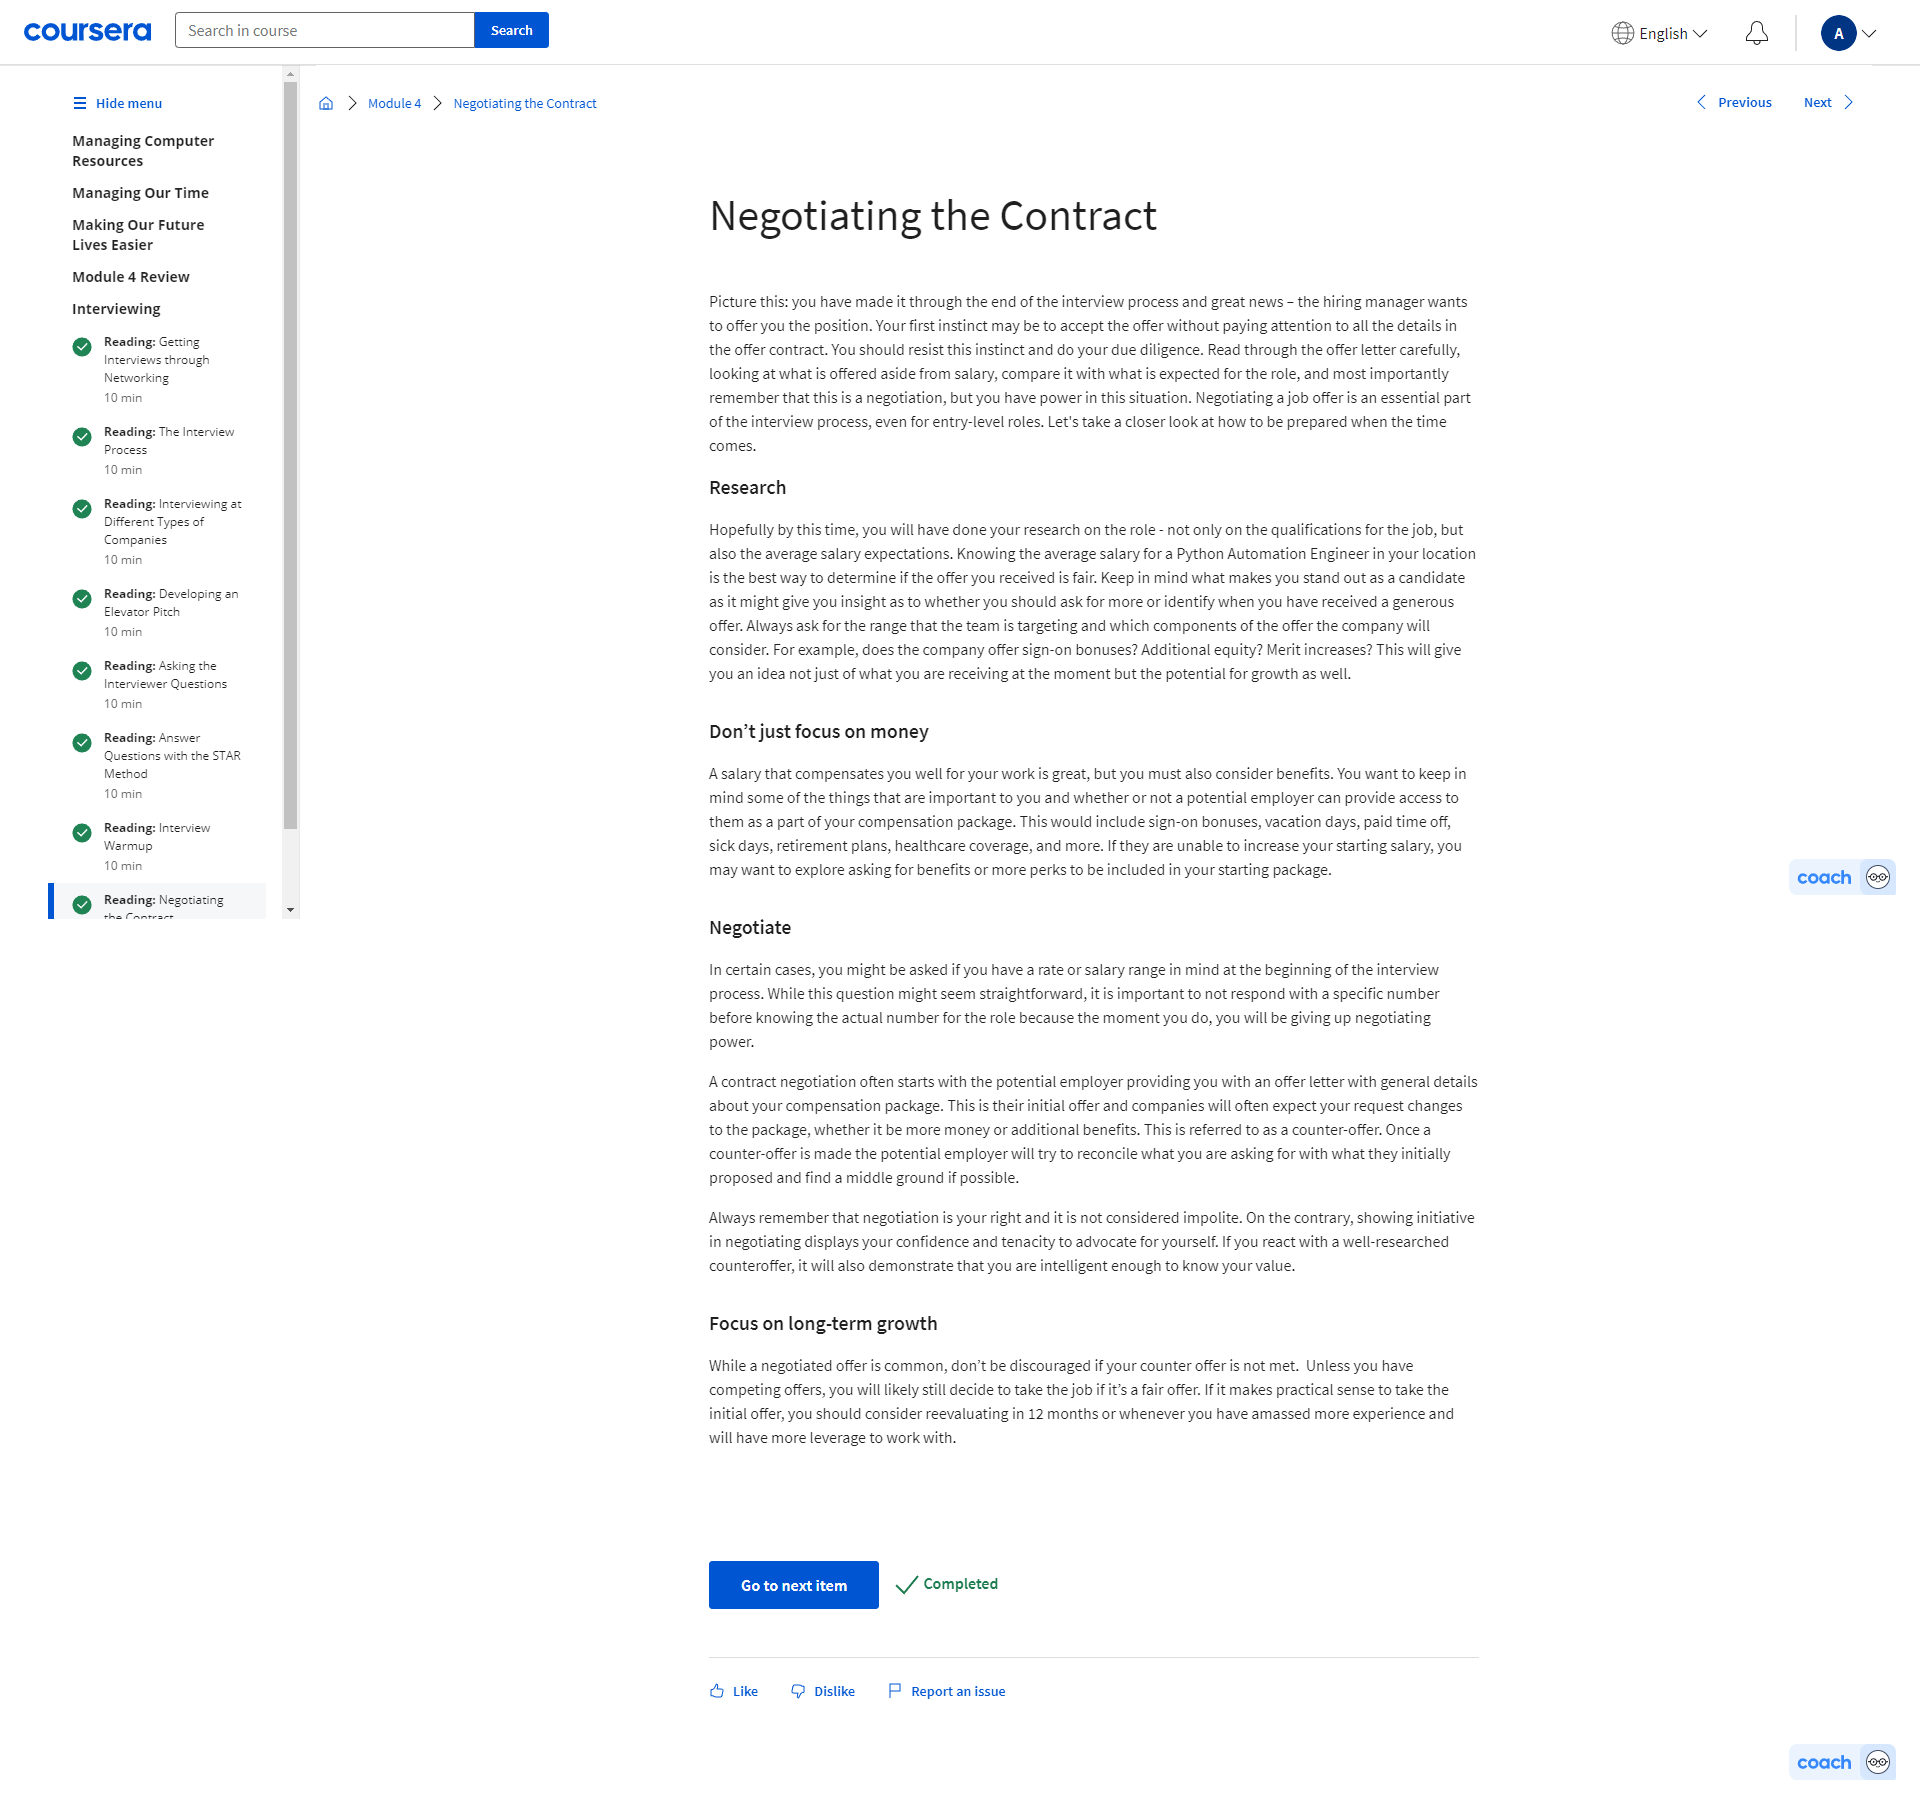 coursera
Search in course
Search
English
A
Hide menu
Managing Computer
Resources
Managing Our Time
Making Our Future
Lives Easier
Module 4 Review
Interviewing
Reading: Getting
Interviews through
Networking
10 min
Reading: The Interview
Process
10 min
Reading: Interviewing at
Different Types of
Companies
10 min
Reading: Developing an
Elevator Pitch
10 min
Reading: Asking the
Interviewer Questions
10 min
Reading: Answer
Questions with the STAR
Method
10 min
Reading: Interview
Warmup
10 min
Reading: Negotiating
the Contract
Module 4
Negotiating the Contract
Previous
Next
Negotiating the Contract
Picture this: you have made it through the end of the interview process and great news – the hiring manager wants
to offer you the position. Your first instinct may be to accept the offer without paying attention to all the details in
the offer contract. You should resist this instinct and do your due diligence. Read through the offer letter carefully,
looking at what is offered aside from salary, compare it with what is expected for the role, and most importantly
remember that this is a negotiation, but you have power in this situation. Negotiating a job offer is an essential part
of the interview process, even for entry-level roles. Let's take a closer look at how to be prepared when the time
comes.
Research
Hopefully by this time, you will have done your research on the role - not only on the qualifications for the job, but
also the average salary expectations. Knowing the average salary for a Python Automation Engineer in your location
is the best way to determine if the offer you received is fair. Keep in mind what makes you stand out as a candidate
as it might give you insight as to whether you should ask for more or identify when you have received a generous
offer. Always ask for the range that the team is targeting and which components of the offer the company will
consider. For example, does the company offer sign-on bonuses? Additional equity? Merit increases? This will give
you an idea not just of what you are receiving at the moment but the potential for growth as well.
Don’t just focus on money
A salary that compensates you well for your work is great, but you must also consider benefits. You want to keep in
mind some of the things that are important to you and whether or not a potential employer can provide access to
them as a part of your compensation package. This would include sign-on bonuses, vacation days, paid time off,
sick days, retirement plans, healthcare coverage, and more. If they are unable to increase your starting salary, you
may want to explore asking for benefits or more perks to be included in your starting package.
Negotiate
In certain cases, you might be asked if you have a rate or salary range in mind at the beginning of the interview
process. While this question might seem straightforward, it is important to not respond with a specific number
before knowing the actual number for the role because the moment you do, you will be giving up negotiating
power.
A contract negotiation often starts with the potential employer providing you with an offer letter with general details
about your compensation package. This is their initial offer and companies will often expect your request changes
to the package, whether it be more money or additional benefits. This is referred to as a counter-offer. Once a
counter-offer is made the potential employer will try to reconcile what you are asking for with what they initially
proposed and find a middle ground if possible.
Always remember that negotiation is your right and it is not considered impolite. On the contrary, showing initiative
in negotiating displays your confidence and tenacity to advocate for yourself. If you react with a well-researched
counteroffer, it will also demonstrate that you are intelligent enough to know your value.
Focus on long-term growth
While a negotiated offer is common, don’t be discouraged if your counter offer is not met.  Unless you have
competing offers, you will likely still decide to take the job if it’s a fair offer. If it makes practical sense to take the
initial offer, you should consider reevaluating in 12 months or whenever you have amassed more experience and
will have more leverage to work with.
Go to next item
Completed
Like
Dislike
Report an issue
coach
coach